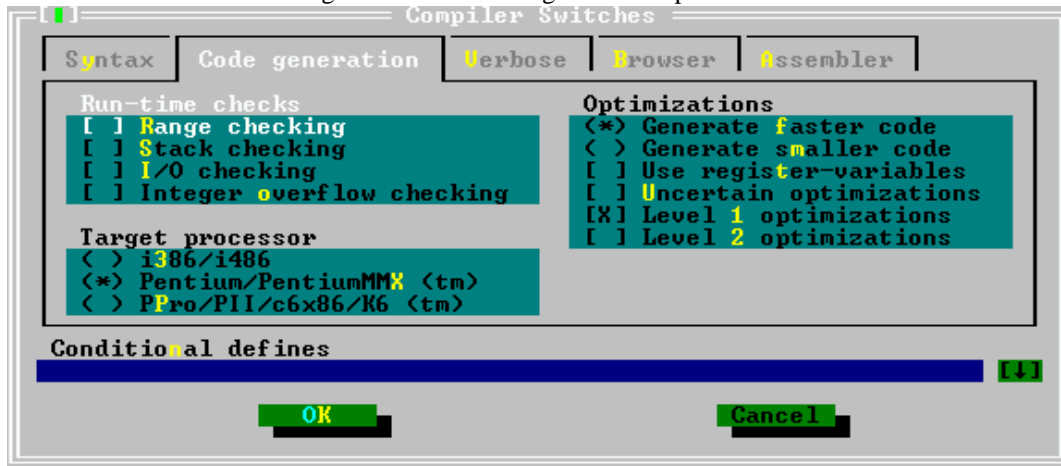 [■] Compiler Switches
Syntax Code generation Verbose Browser Assembler
Run-time checks
[ ] Range checking
[ ] Stack checking
[ ] I/O checking
[ ] Integer overflow checking
Target processor
( ) i386/i486
(*) Pentium/PentiumMMX (tm)
( ) PPro/PII/c6x86/K6 (tm)
Optimizations
(*) Generate faster code
( ) Generate smaller code
[ ] Use register-variables
[ ] Uncertain optimizations
[X] Level 1 optimizations
[ ] Level 2 optimizations
Conditional defines
[↓]
OK Cancel